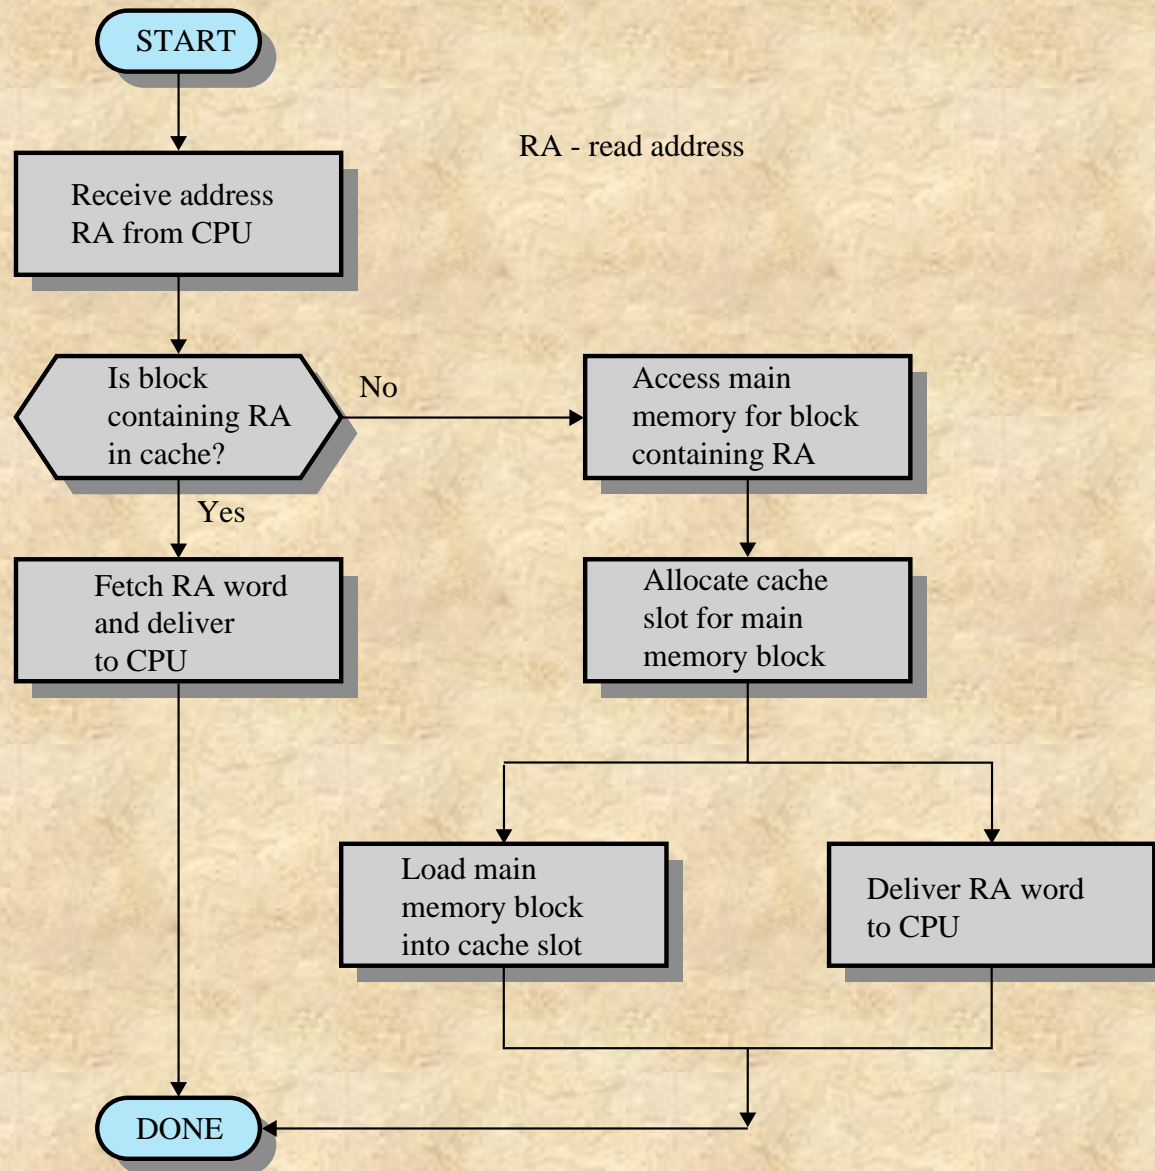 START
RA - read address
Receive address
RA from CPU
Is block
containing RA
in cache?
No
Access main
memory for block
containing RA
Yes
Fetch RA word
and deliver
to CPU
Allocate cache
slot for main
memory block
Load main
memory block
into cache slot
Deliver RA word
to CPU
DONE